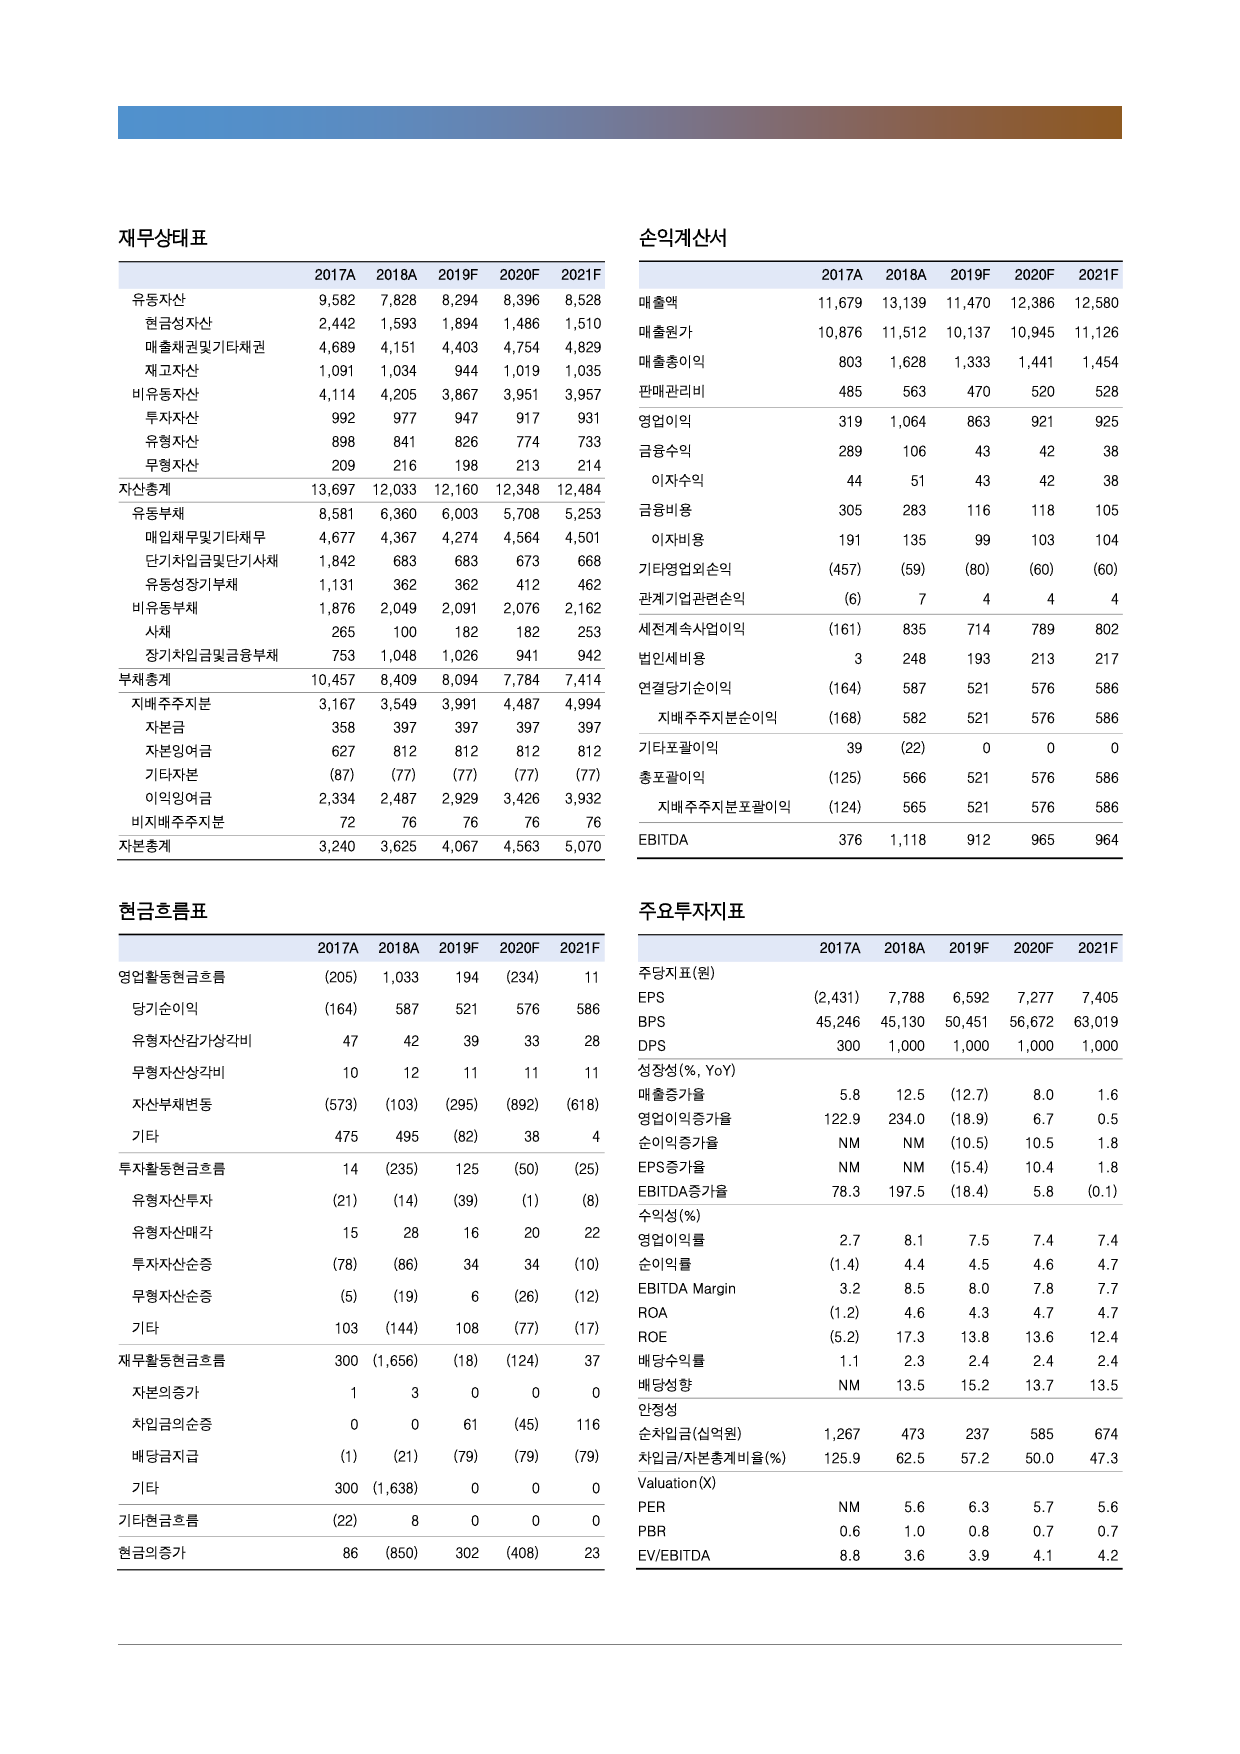 재무상태표
2017A 2018A 2019F 2020F 2021F
유동자산 9,582 7,828 8,294 8,396 8,528
현금성자산 2,442 1,593 1,894 1,486 1,510
매출채권및기타채권 4,689 4,151 4,403 4,754 4,829
재고자산 1,091 1,034 944 1,019 1,035
비유동자산 4,114 4,205 3,867 3,951 3,957
투자자산 992 977 947 917 931
유형자산 898 841 826 774 733
무형자산 209 216 198 213 214
자산총계 13,697 12,033 12,160 12,348 12,484
유동부채 8,581 6,360 6,003 5,708 5,253
매입채무및기타채무 4,677 4,367 4,274 4,564 4,501
단기차입금및단기사채 1,842 683 683 673 668
유동성장기부채 1,131 362 362 412 462
비유동부채 1,876 2,049 2,091 2,076 2,162
사채 265 100 182 182 253
장기차입금및금융부채 753 1,048 1,026 941 942
부채총계 10,457 8,409 8,094 7,784 7,414
지배주주지분 3,167 3,549 3,991 4,487 4,994
자본금 358 397 397 397 397
자본잉여금 627 812 812 812 812
기타자본 (87) (77) (77) (77) (77)
이익잉여금 2,334 2,487 2,929 3,426 3,932
비지배주주지분 72 76 76 76 76
자본총계 3,240 3,625 4,067 4,563 5,070
손익계산서
2017A 2018A 2019F 2020F 2021F
매출액 11,679 13,139 11,470 12,386 12,580
매출원가 10,876 11,512 10,137 10,945 11,126
매출총이익 803 1,628 1,333 1,441 1,454
판매관리비 485 563 470 520 528
영업이익 319 1,064 863 921 925
금융수익 289 106 43 42 38
이자수익 44 51 43 42 38
금융비용 305 283 116 118 105
이자비용 191 135 99 103 104
기타영업외손익 (457) (59) (80) (60) (60)
관계기업관련손익 (6) 7 4 4 4
세전계속사업이익 (161) 835 714 789 802
법인세비용 3 248 193 213 217
연결당기순이익 (164) 587 521 576 586
지배주주지분순이익 (168) 582 521 576 586
기타포괄이익 39 (22) 0 0 0
총포괄이익 (125) 566 521 576 586
지배주주지분포괄이익 (124) 565 521 576 586
EBITDA 376 1,118 912 965 964
현금흐름표
2017A 2018A 2019F 2020F 2021F
영업활동현금흐름 (205) 1,033 194 (234) 11
당기순이익 (164) 587 521 576 586
유형자산감가상각비 47 42 39 33 28
무형자산상각비 10 12 11 11 11
자산부채변동 (573) (103) (295) (892) (618)
기타 475 495 (82) 38 4
투자활동현금흐름 14 (235) 125 (50) (25)
유형자산투자 (21) (14) (39) (1) (8)
유형자산매각 15 28 16 20 22
투자자산순증 (78) (86) 34 34 (10)
무형자산순증 (5) (19) 6 (26) (12)
기타 103 (144) 108 (77) (17)
재무활동현금흐름 300 (1,656) (18) (124) 37
자본의증가 1 3 0 0 0
차입금의순증 0 0 61 (45) 116
배당금지급 (1) (21) (79) (79) (79)
기타 300 (1,638) 0 0 0
기타현금흐름 (22) 8 0 0 0
현금의증가 86 (850) 302 (408) 23
주요투자지표
2017A 2018A 2019F 2020F 2021F
주당지표(원)
EPS (2,431) 7,788 6,592 7,277 7,405
BPS 45,246 45,130 50,451 56,672 63,019
DPS 300 1,000 1,000 1,000 1,000
성장성(%, YoY)
매출증가율 5.8 12.5 (12.7) 8.0 1.6
영업이익증가율 122.9 234.0 (18.9) 6.7 0.5
순이익증가율 NM NM (10.5) 10.5 1.8
EPS증가율 NM NM (15.4) 10.4 1.8
EBITDA증가율 78.3 197.5 (18.4) 5.8 (0.1)
수익성(%)
영업이익률 2.7 8.1 7.5 7.4 7.4
순이익률 (1.4) 4.4 4.5 4.6 4.7
EBITDA Margin 3.2 8.5 8.0 7.8 7.7
ROA (1.2) 4.6 4.3 4.7 4.7
ROE (5.2) 17.3 13.8 13.6 12.4
배당수익률 1.1 2.3 2.4 2.4 2.4
배당성향 NM 13.5 15.2 13.7 13.5
안정성
순차입금(십억원) 1,267 473 237 585 674
차입금/자본총계비율(%) 125.9 62.5 57.2 50.0 47.3
Valuation(X)
PER NM 5.6 6.3 5.7 5.6
PBR 0.6 1.0 0.8 0.7 0.7
EV/EBITDA 8.8 3.6 3.9 4.1 4.2